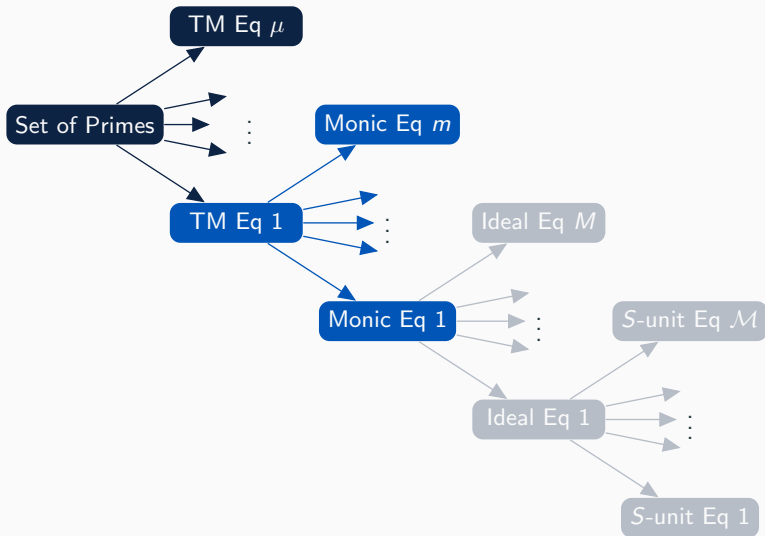 TM Eq μ
Set of Primes
⋮
Monic Eq m
TM Eq 1
⋮
Ideal Eq M
Monic Eq 1
⋮
S-unit Eq ℳ
Ideal Eq 1
⋮
S-unit Eq 1